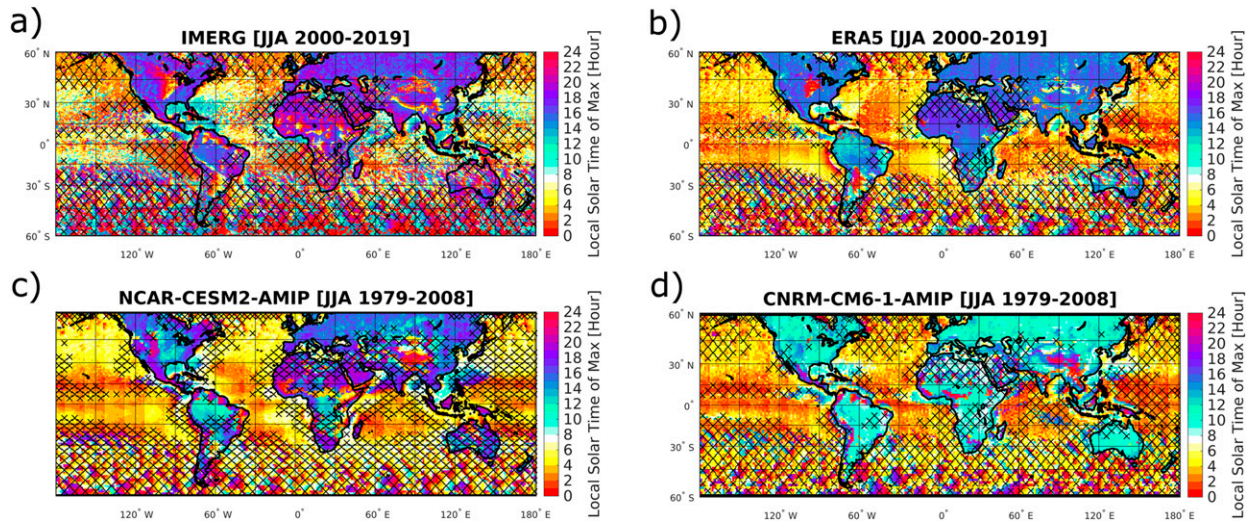 a)
IMERG [JJA 2000-2019]
60° N
30° N
0°
30° S
60° S
120° W
60° W
0°
60° E
120° E
180° E
24
22
20
18
16
14
12
10
8
6
4
2
0
Local Solar Time of Max [Hour]
b)
ERA5 [JJA 2000-2019]
60° N
30° N
0°
30° S
60° S
120° W
60° W
0°
60° E
120° E
180° E
24
22
20
18
16
14
12
10
8
6
4
2
0
Local Solar Time of Max [Hour]
c)
NCAR-CESM2-AMIP [JJA 1979-2008]
120° W
60° W
0°
60° E
120° E
180° E
24
22
20
18
16
14
12
10
8
6
4
2
0
Local Solar Time of Max [Hour]
d)
CNRM-CM6-1-AMIP [JJA 1979-2008]
60° N
30° N
0°
30° S
60° S
120° W
60° W
0°
60° E
120° E
180° E
24
22
20
18
16
14
12
10
8
6
4
2
0
Local Solar Time of Max [Hour]